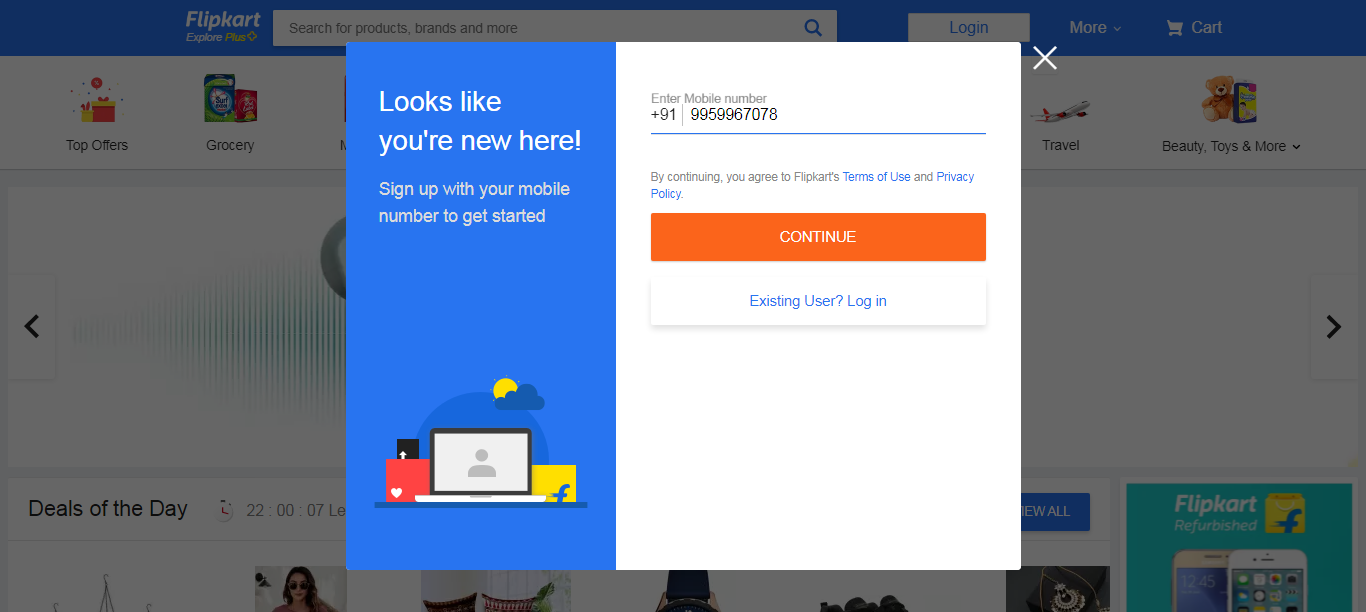 Flipkart
Explore Plus
Search for products, brands and more
Login
More
Cart
Top Offers
Grocery
Travel
Beauty, Toys & More
Looks like
you're new here!
Sign up with your mobile
number to get started
Enter Mobile number
+91 9959967078
By continuing, you agree to Flipkart's Terms of Use and Privacy
Policy.
CONTINUE
Existing User? Log in
Deals of the Day
22 : 00 : 07 Le
IEW ALL
Flipkart
Refurbished
12:45